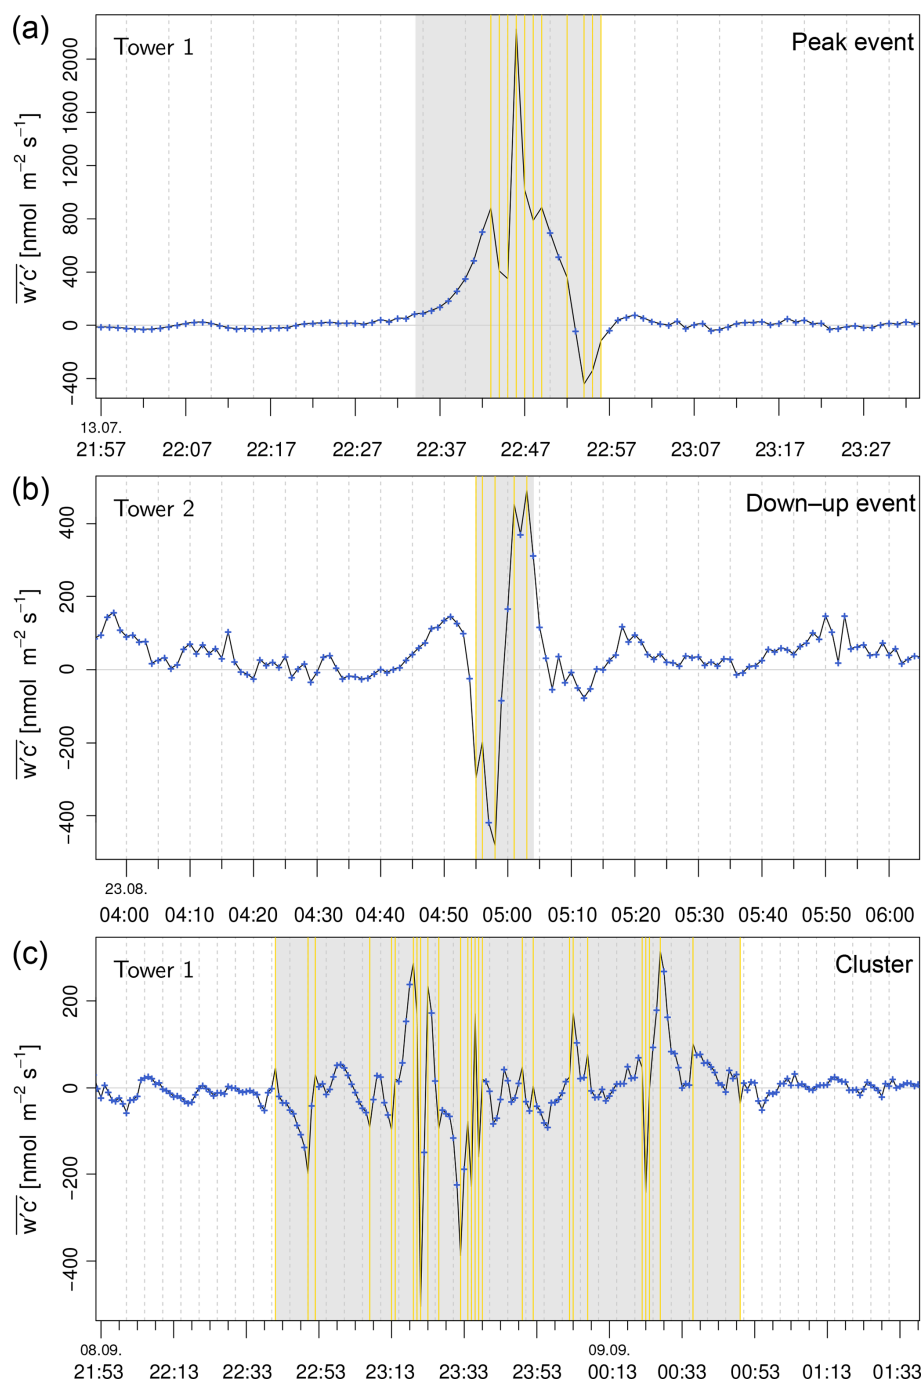 (a)
Tower 1
Peak event
w′c′ [nmol m−2 s−1]
2000
1600
1200
800
400
0
−400
13.07.
21:57 22:07 22:17 22:27 22:37 22:47 22:57 23:07 23:17 23:27
(b)
Tower 2
Down–up event
w′c′ [nmol m−2 s−1]
400
200
0
−200
−400
23.08.
04:00 04:10 04:20 04:30 04:40 04:50 05:00 05:10 05:20 05:30 05:40 05:50 06:00
(c)
Tower 1
Cluster
w′c′ [nmol m−2 s−1]
200
0
−200
−400
08.09. 09.09.
21:53 22:13 22:33 22:53 23:13 23:33 23:53 00:13 00:33 00:53 01:13 01:33